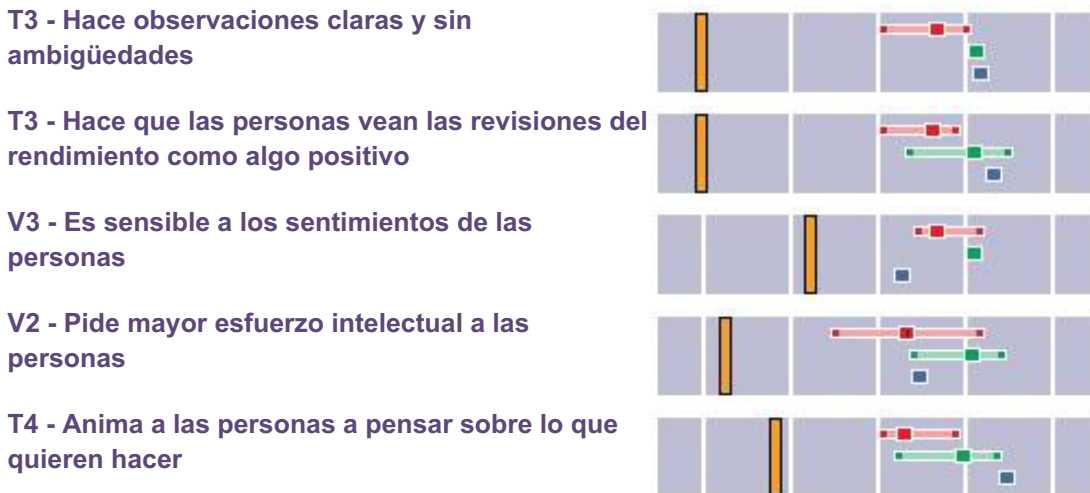 T3 - Hace observaciones claras y sin
ambigüedades
T3 - Hace que las personas vean las revisiones del
rendimiento como algo positivo
V3 - Es sensible a los sentimientos de las
personas
V2 - Pide mayor esfuerzo intelectual a las
personas
T4 - Anima a las personas a pensar sobre lo que
quieren hacer